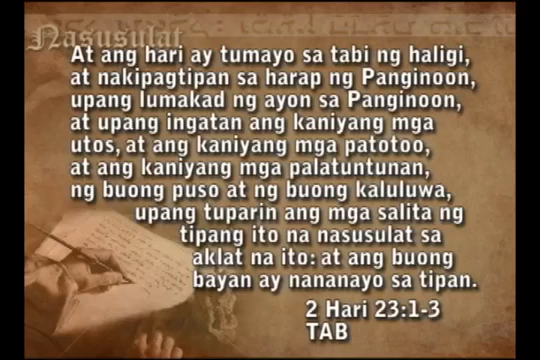 Nasusulat
At ang hari ay tumayo sa tabi ng haligi,
at nakipagtipan sa harap ng Panginoon,
upang lumakad ng ayon sa Panginoon,
at upang ingatan ang kaniyang mga
utos, at ang kaniyang mga patotoo,
at ang kaniyang mga palatuntunan,
ng buong puso at ng buong kaluluwa,
upang tuparin ang mga salita ng
tipang ito na nasusulat sa
aklat na ito: at ang buong
bayan ay nananayo sa tipan.
2 Hari 23:1-3
TAB